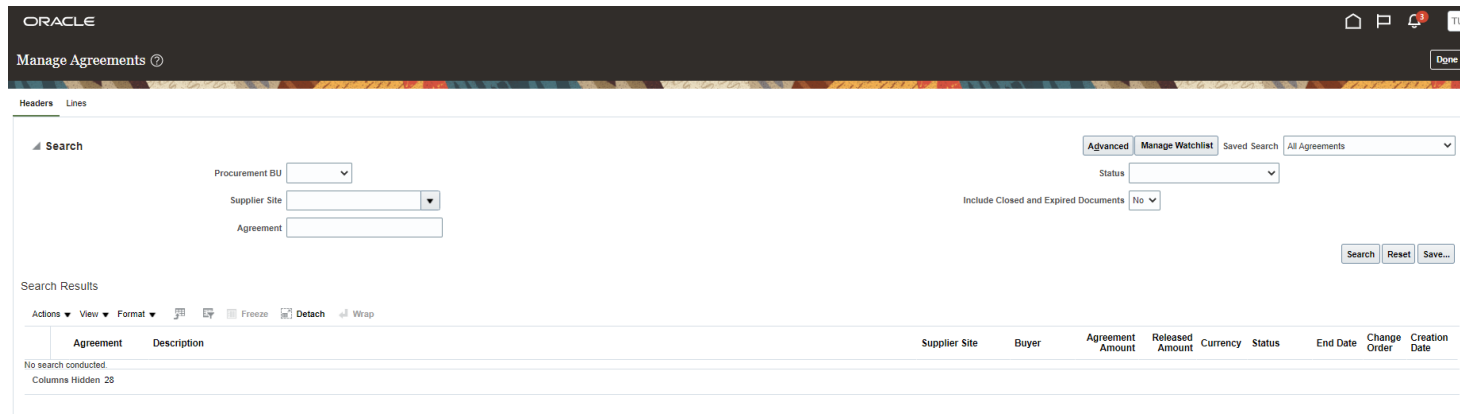 ORACLE
3
Manage Agreements
Done
Headers Lines
Search
Advanced Manage Watchlist Saved Search All Agreements
Procurement BU
Status
Supplier Site
Include Closed and Expired Documents No
Agreement
Search Reset Save...
Search Results
Actions View Format Freeze Detach Wrap
Agreement Description Supplier Site Buyer Agreement Amount Released Amount Currency Status End Date Change Order Creation Date
No search conducted.
Columns Hidden 28